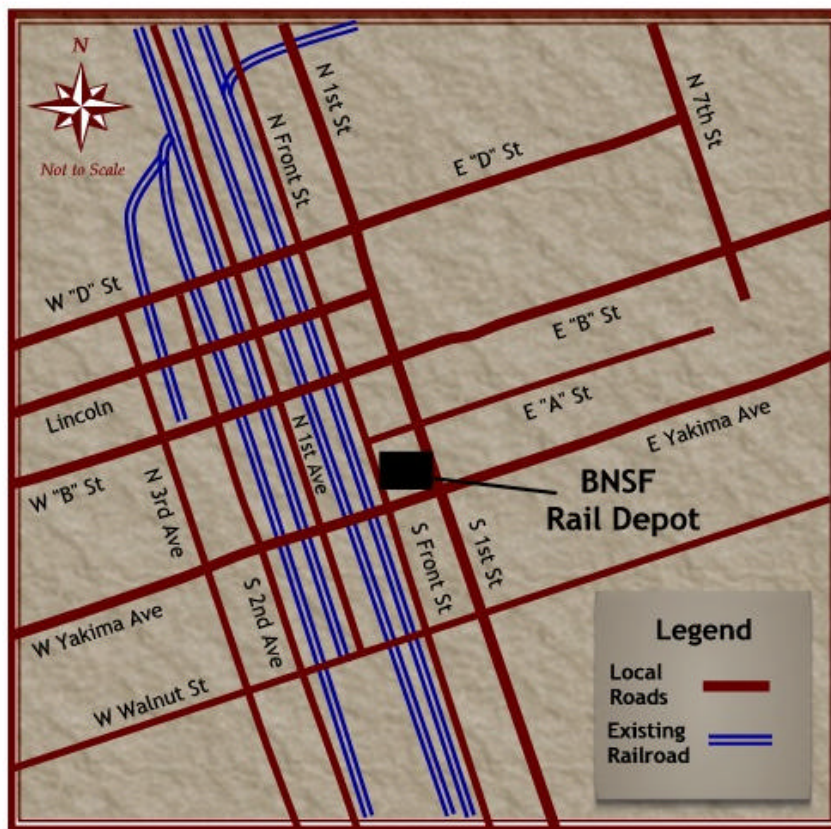 N
Not to Scale
N 1st St
N Front St
N 7th St
E "D" St
W "D" St
E "B" St
Lincoln
E "A" St
N 1st Ave
E Yakima Ave
W "B" St
N 3rd Ave
BNSF
Rail Depot
S Front St
S 1st St
S 2nd Ave
W Yakima Ave
W Walnut St
Legend
Local
Roads
Existing
Railroad